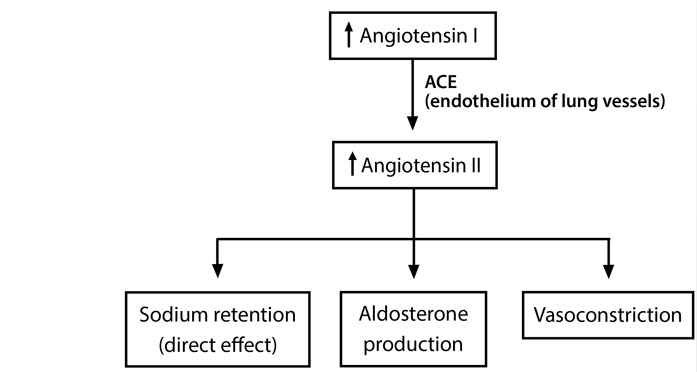 ↑ Angiotensin I
ACE
(endothelium of lung vessels)
↑ Angiotensin II
Sodium retention
(direct effect)
Aldosterone
production
Vasoconstriction